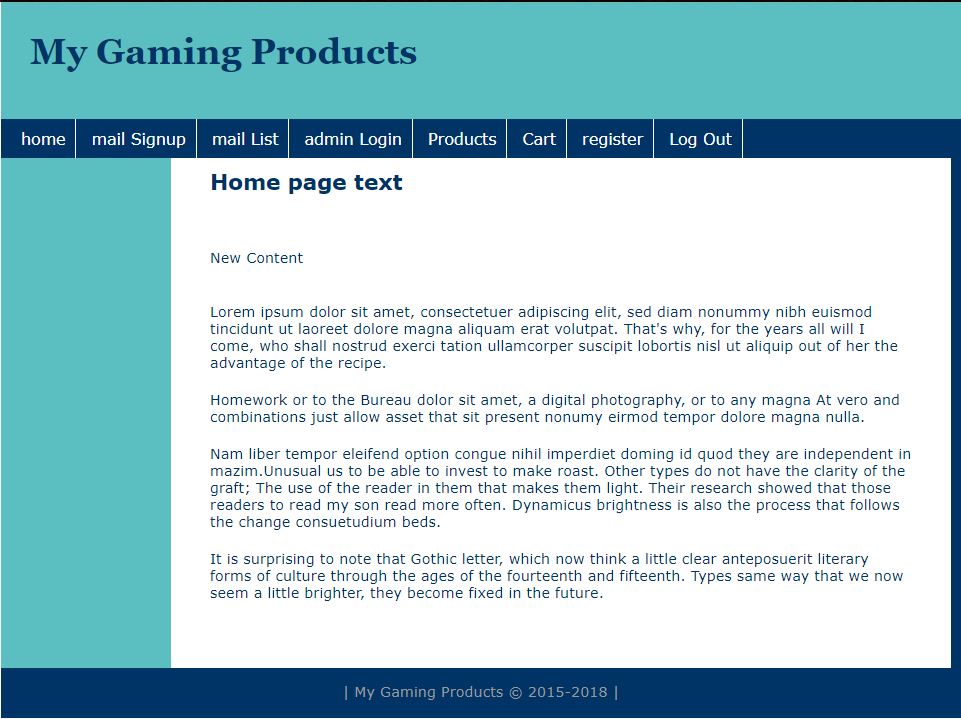 My Gaming Products
home mail Signup mail List admin Login Products Cart register Log Out
Home page text
New Content
Lorem ipsum dolor sit amet, consectetuer adipiscing elit, sed diam nonummy nibh euismod
tincidunt ut laoreet dolore magna aliquam erat volutpat. That's why, for the years all will I
come, who shall nostrud exerci tation ullamcorper suscipit lobortis nisl ut aliquip out of her the
advantage of the recipe.
Homework or to the Bureau dolor sit amet, a digital photography, or to any magna At vero and
combinations just allow asset that sit present nonumy eirmod tempor dolore magna nulla.
Nam liber tempor eleifend option congue nihil imperdiet doming id quod they are independent in
mazim.Unusual us to be able to invest to make roast. Other types do not have the clarity of the
graft; The use of the reader in them that makes them light. Their research showed that those
readers to read my son read more often. Dynamicus brightness is also the process that follows
the change consuetudium beds.
It is surprising to note that Gothic letter, which now think a little clear anteposuerit literary
forms of culture through the ages of the fourteenth and fifteenth. Types same way that we now
seem a little brighter, they become fixed in the future.
| My Gaming Products © 2015-2018 |